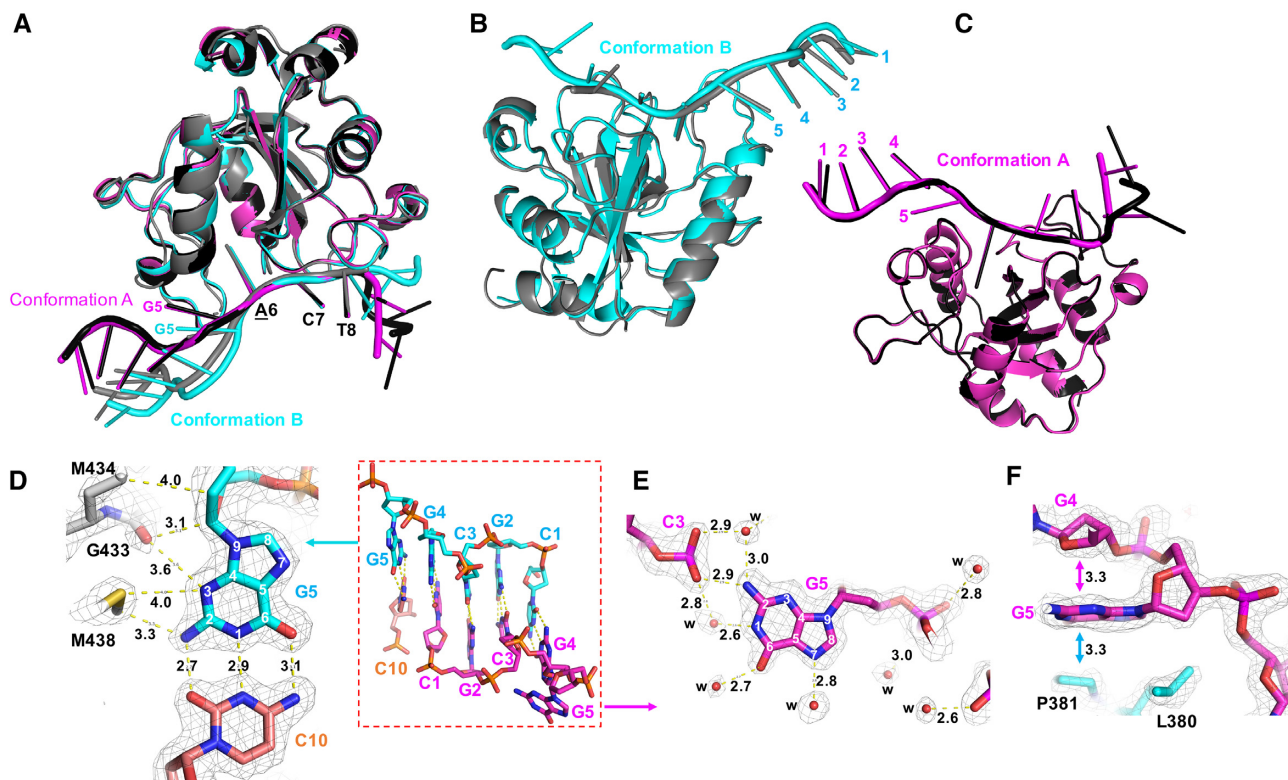 A
B
C
Conformation B
1
2
3
4
5
1
2
3
4
Conformation A
5
Conformation A
G5
G5
A6
C7
T8
Conformation B
D
M434
4.0
3.1
G433
3.6
4.0
M438
3.3
9
8
7
3
4
5
G5
2
1
6
2.7
2.9
3.1
C10
G4
G2
C3
C1
G5
C10
C1
G2
C3
G4
G5
E
C3
2.9
w
3.0
2.9
G5
w
2.8
2.8
2
3
4
9
w
2.6
1
5
8
6
7
3.0
w
2.7
2.8
w
w
w
2.6
F
G4
3.3
G5
3.3
P381
L380